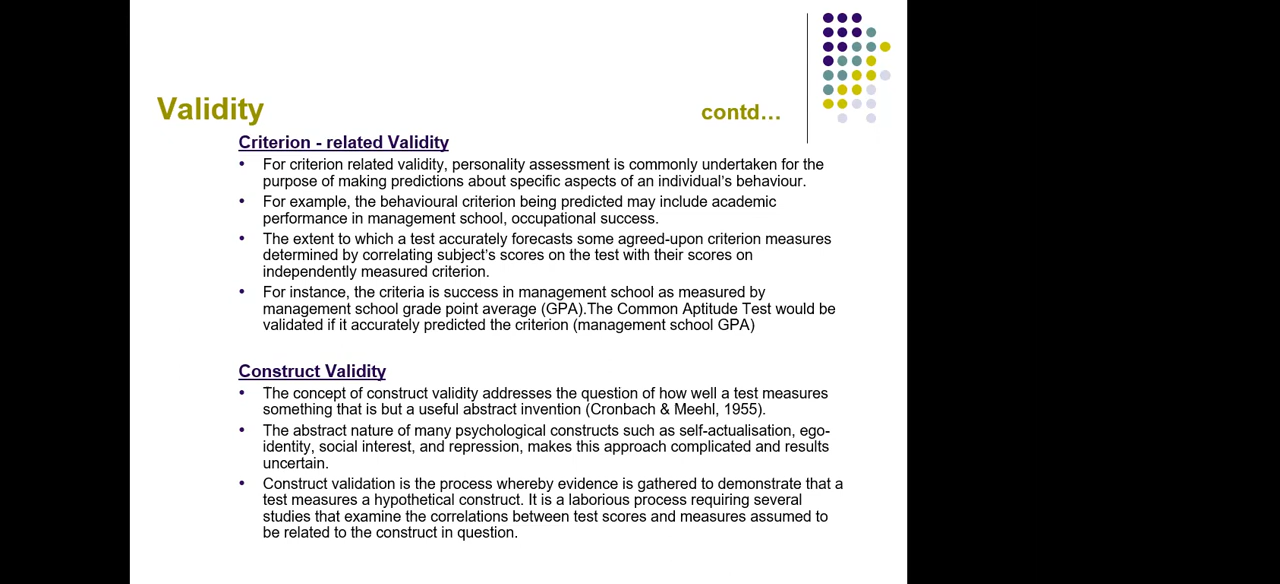 Validity contd…
Criterion - related Validity
• For criterion related validity, personality assessment is commonly undertaken for the
purpose of making predictions about specific aspects of an individual’s behaviour.
• For example, the behavioural criterion being predicted may include academic
performance in management school, occupational success.
• The extent to which a test accurately forecasts some agreed-upon criterion measures
determined by correlating subject’s scores on the test with their scores on
independently measured criterion.
• For instance, the criteria is success in management school as measured by
management school grade point average (GPA).The Common Aptitude Test would be
validated if it accurately predicted the criterion (management school GPA)
Construct Validity
• The concept of construct validity addresses the question of how well a test measures
something that is but a useful abstract invention (Cronbach & Meehl, 1955).
• The abstract nature of many psychological constructs such as self-actualisation, ego-
identity, social interest, and repression, makes this approach complicated and results
uncertain.
• Construct validation is the process whereby evidence is gathered to demonstrate that a
test measures a hypothetical construct. It is a laborious process requiring several
studies that examine the correlations between test scores and measures assumed to
be related to the construct in question.